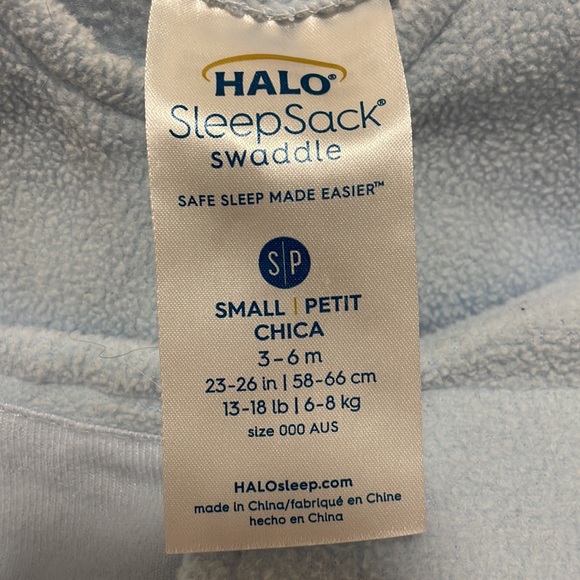 HALO®
SleepSack®
swaddle
SAFE SLEEP MADE EASIER™
S|P
SMALL | PETIT
CHICA
3-6 m
23-26 in | 58-66 cm
13-18 lb | 6-8 kg
size 000 AUS
HALOsleep.com
made in China/fabriqué en Chine
hecho en China